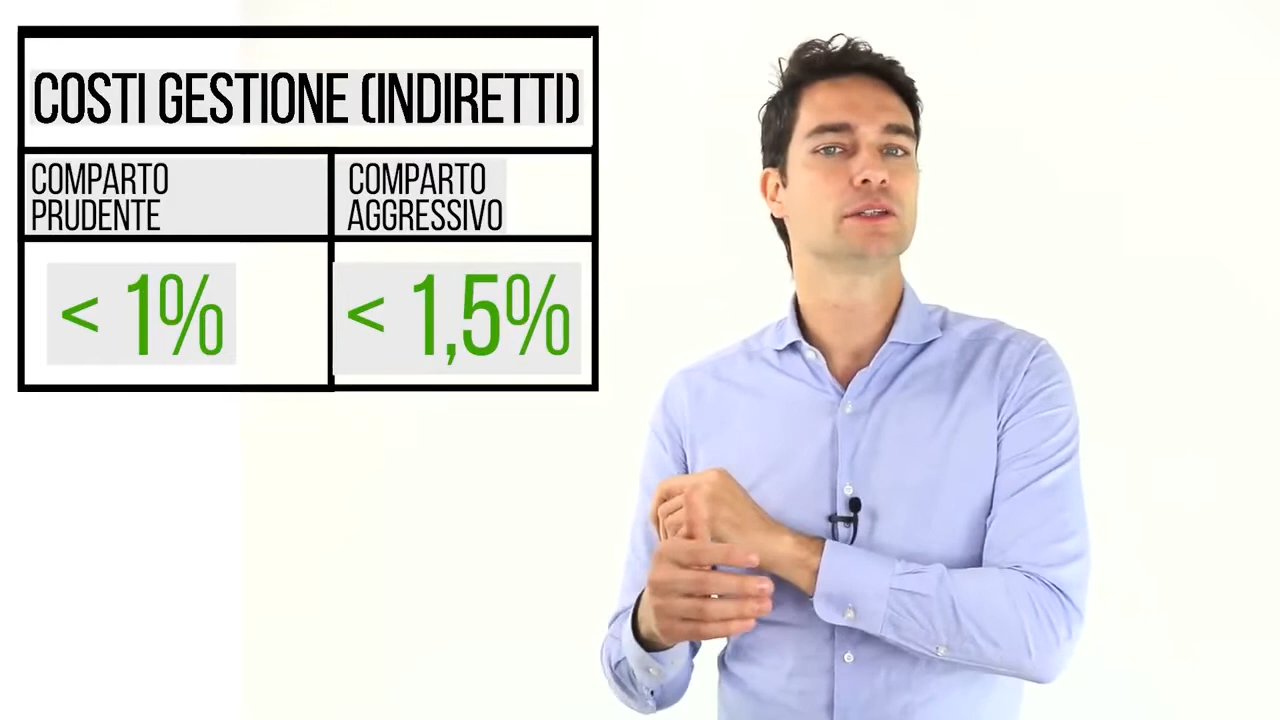 COSTI GESTIONE (INDIRETTI)
COMPARTO
PRUDENTE
COMPARTO
AGGRESSIVO
< 1%
< 1,5%